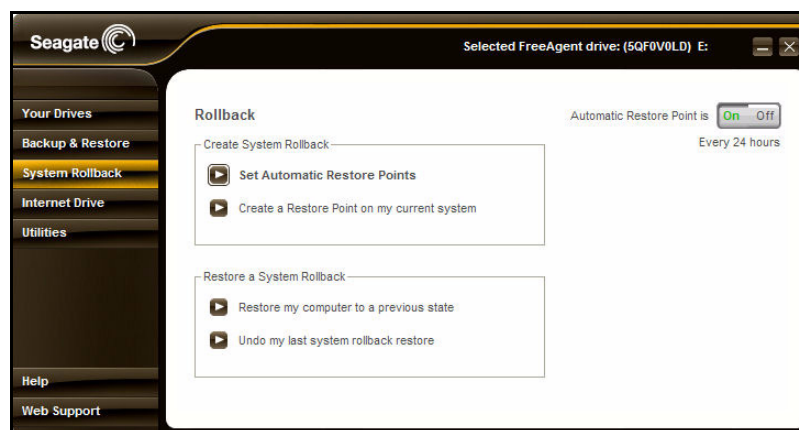 Seagate
Selected FreeAgent drive: (5QF0V0LD) E:
Your Drives
Backup & Restore
System Rollback
Internet Drive
Utilities
Help
Web Support
Rollback
Automatic Restore Point is On Off
Every 24 hours
Create System Rollback
Set Automatic Restore Points
Create a Restore Point on my current system
Restore a System Rollback
Restore my computer to a previous state
Undo my last system rollback restore